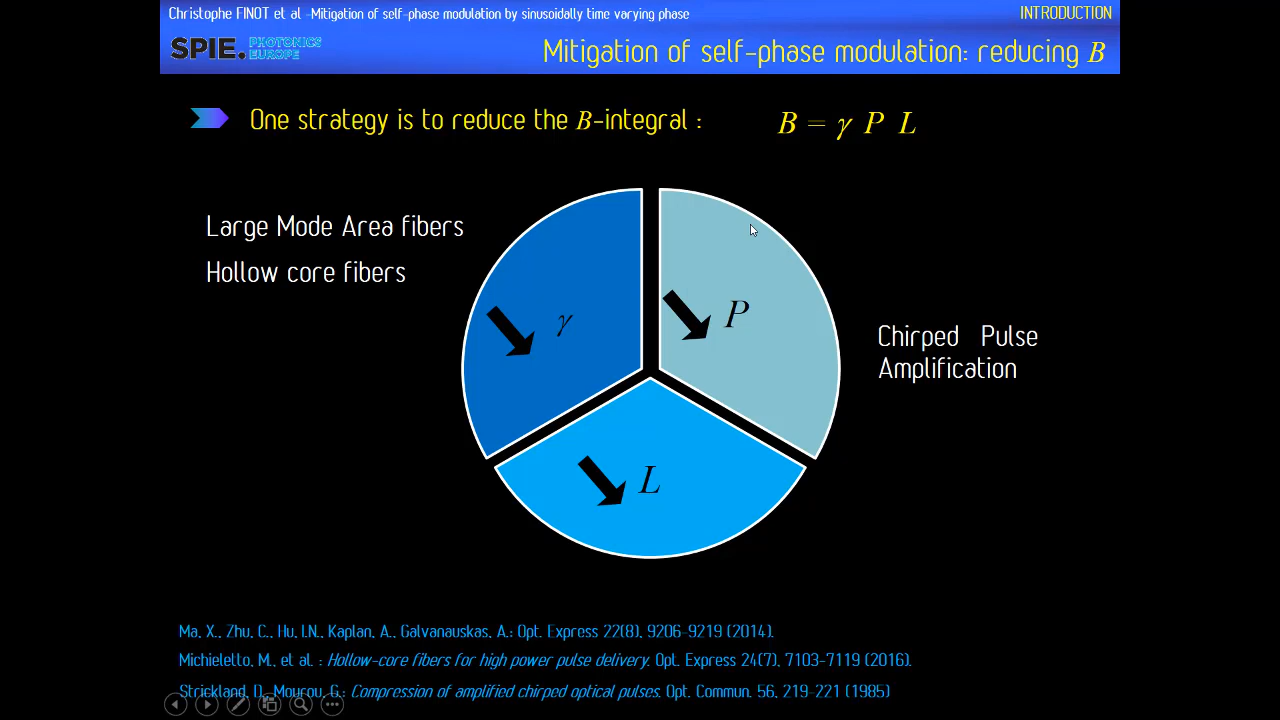 Christophe FINOT et al -Mitigation of self-phase modulation by sinusoidally time varying phase
INTRODUCTION
SPIE. PHOTONICS EUROPE
Mitigation of self-phase modulation: reducing B
One strategy is to reduce the B-integral :
B = γ P L
Large Mode Area fibers
Hollow core fibers
γ
P
Chirped Pulse
Amplification
L
Ma, X., Zhu, C., Hu, I.N., Kaplan, A., Galvanauskas, A.: Opt. Express 22(8), 9206-9219 (2014).
Michieletto, M., et al. : Hollow-core fibers for high power pulse delivery. Opt. Express 24(7), 7103-7119 (2016).
Strickland, D., Mourou, G.: Compression of amplified chirped optical pulses. Opt. Commun. 56, 219-221 (1985)